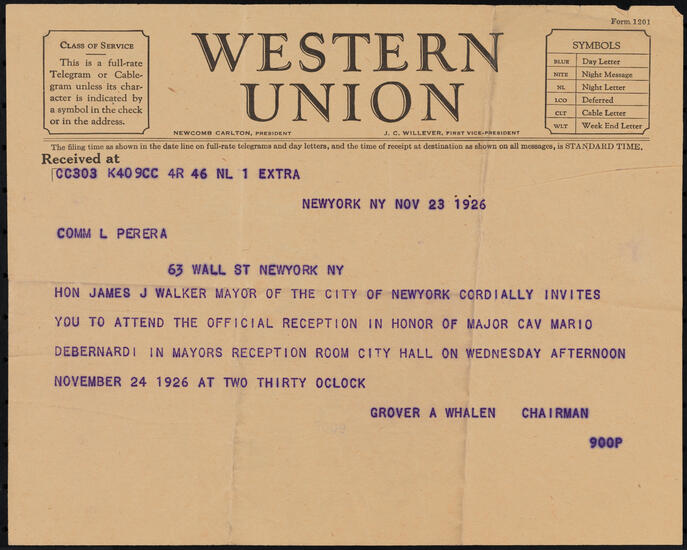 Form 1201
CLASS OF SERVICE
This is a full-rate
Telegram or Cable-
gram unless its char-
acter is indicated by
a symbol in the check
or in the address.
WESTERN
UNION
NEWCOMB CARLTON, PRESIDENT J. C. WILLEVER, FIRST VICE-PRESIDENT
SYMBOLS
BLUE Day Letter
NITE Night Message
NL Night Letter
LCO Deferred
CLT Cable Letter
WLT Week End Letter
The filing time as shown in the date line on full-rate telegrams and day letters, and the time of receipt at destination as shown on all messages, is STANDARD TIME.
Received at
CC303 K409CC 4R 46 NL 1 EXTRA
NEWYORK NY NOV 23 1926
COMM L PERERA
63 WALL ST NEWYORK NY
HON JAMES J WALKER MAYOR OF THE CITY OF NEWYORK CORDIALLY INVITES
YOU TO ATTEND THE OFFICIAL RECEPTION IN HONOR OF MAJOR CAV MARIO
DEBERNARDI IN MAYORS RECEPTION ROOM CITY HALL ON WEDNESDAY AFTERNOON
NOVEMBER 24 1926 AT TWO THIRTY OCLOCK
GROVER A WHALEN CHAIRMAN
900P